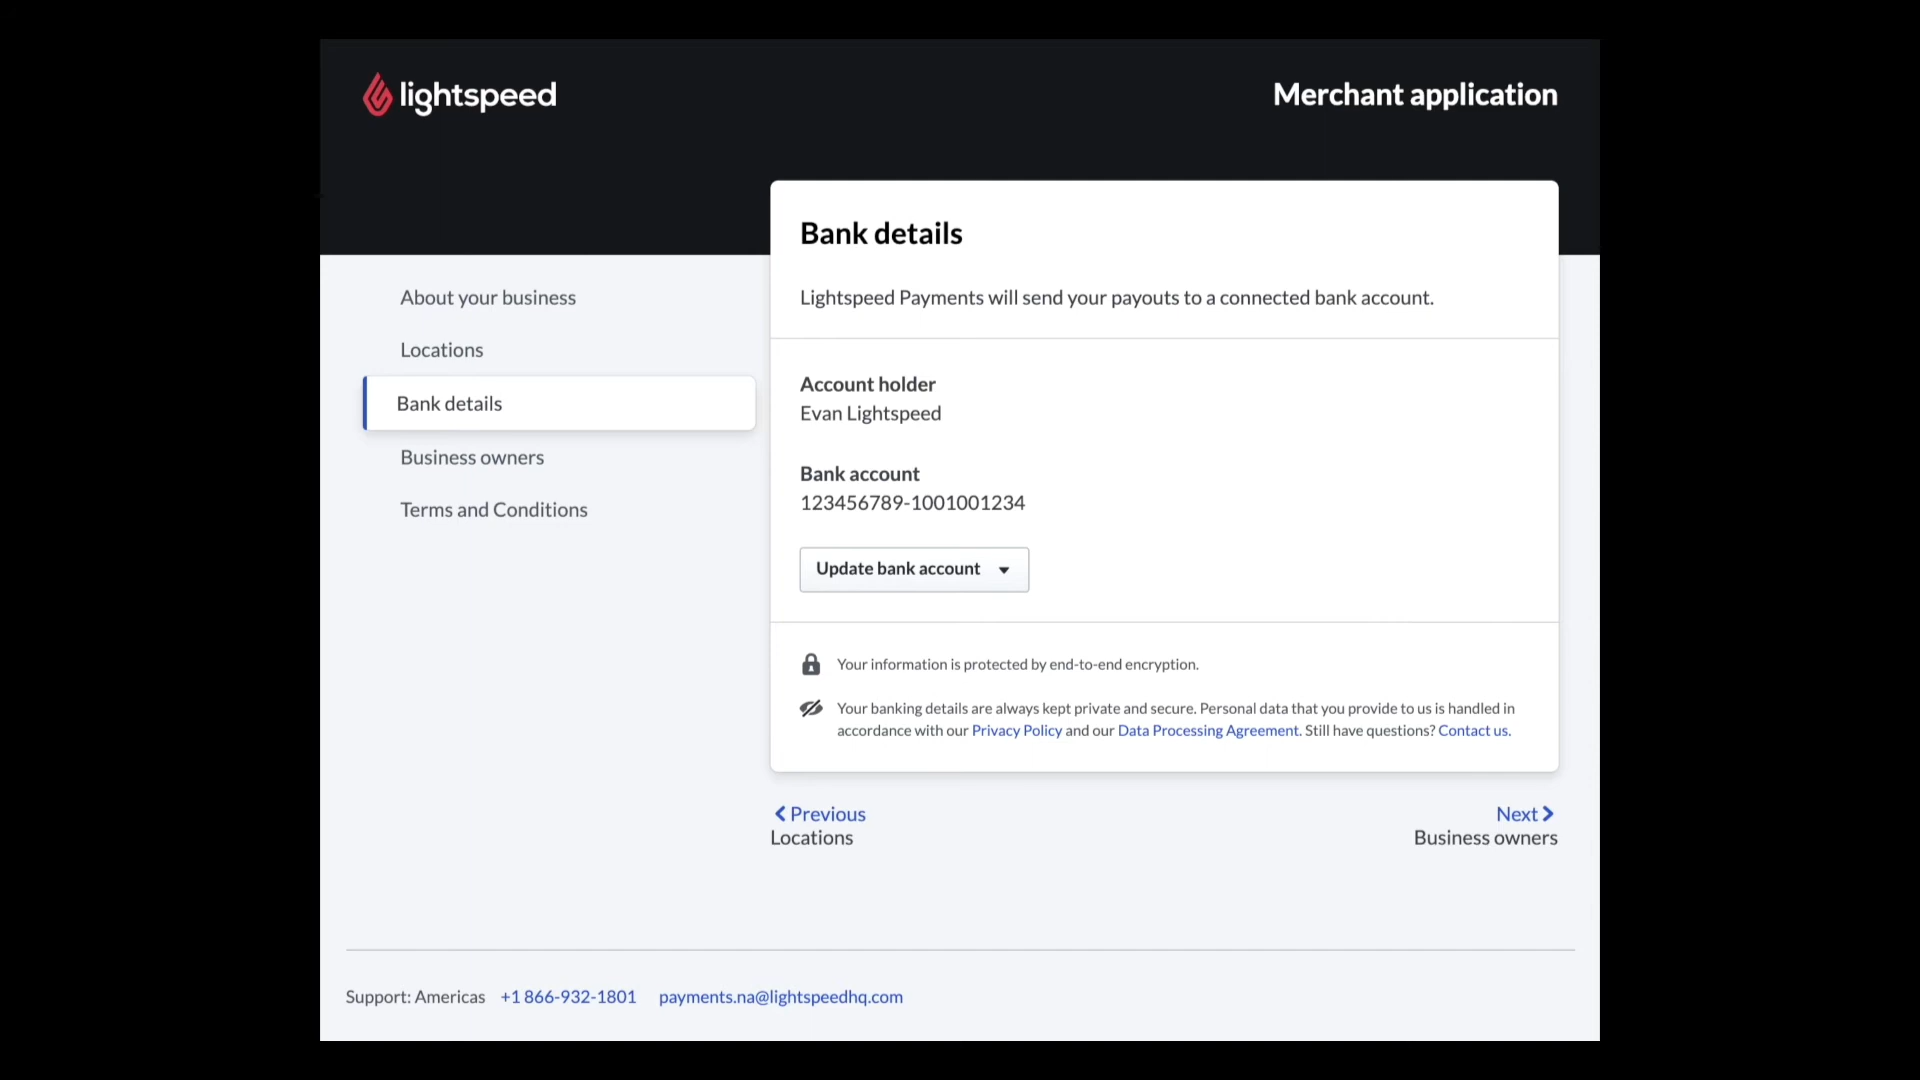 lightspeed
Merchant application
About your business
Locations
Bank details
Business owners
Terms and Conditions
Bank details
Lightspeed Payments will send your payouts to a connected bank account.
Account holder
Evan Lightspeed
Bank account
123456789-1001001234
Update bank account
Your information is protected by end-to-end encryption.
Your banking details are always kept private and secure. Personal data that you provide to us is handled in
accordance with our Privacy Policy and our Data Processing Agreement. Still have questions? Contact us.
Previous
Locations
Next
Business owners
Support: Americas +1 866-932-1801 payments.na@lightspeedhq.com